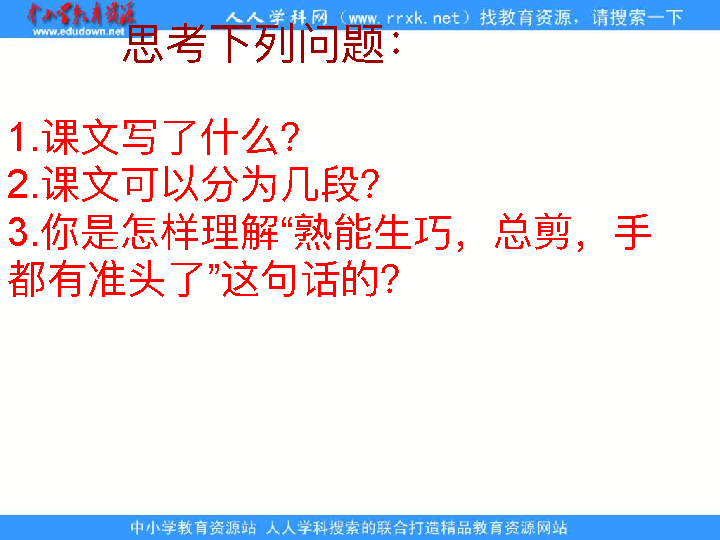 中小学教育资源
www.edudown.net
人人学科网（www.rrxk.net）找教育资源，请搜索一下
思考下列问题：
1.课文写了什么？
2.课文可以分为几段？
3.你是怎样理解“熟能生巧，总剪，手
都有准头了”这句话的？
中小学教育资源站 人人学科搜索的联合打造精品教育资源网站